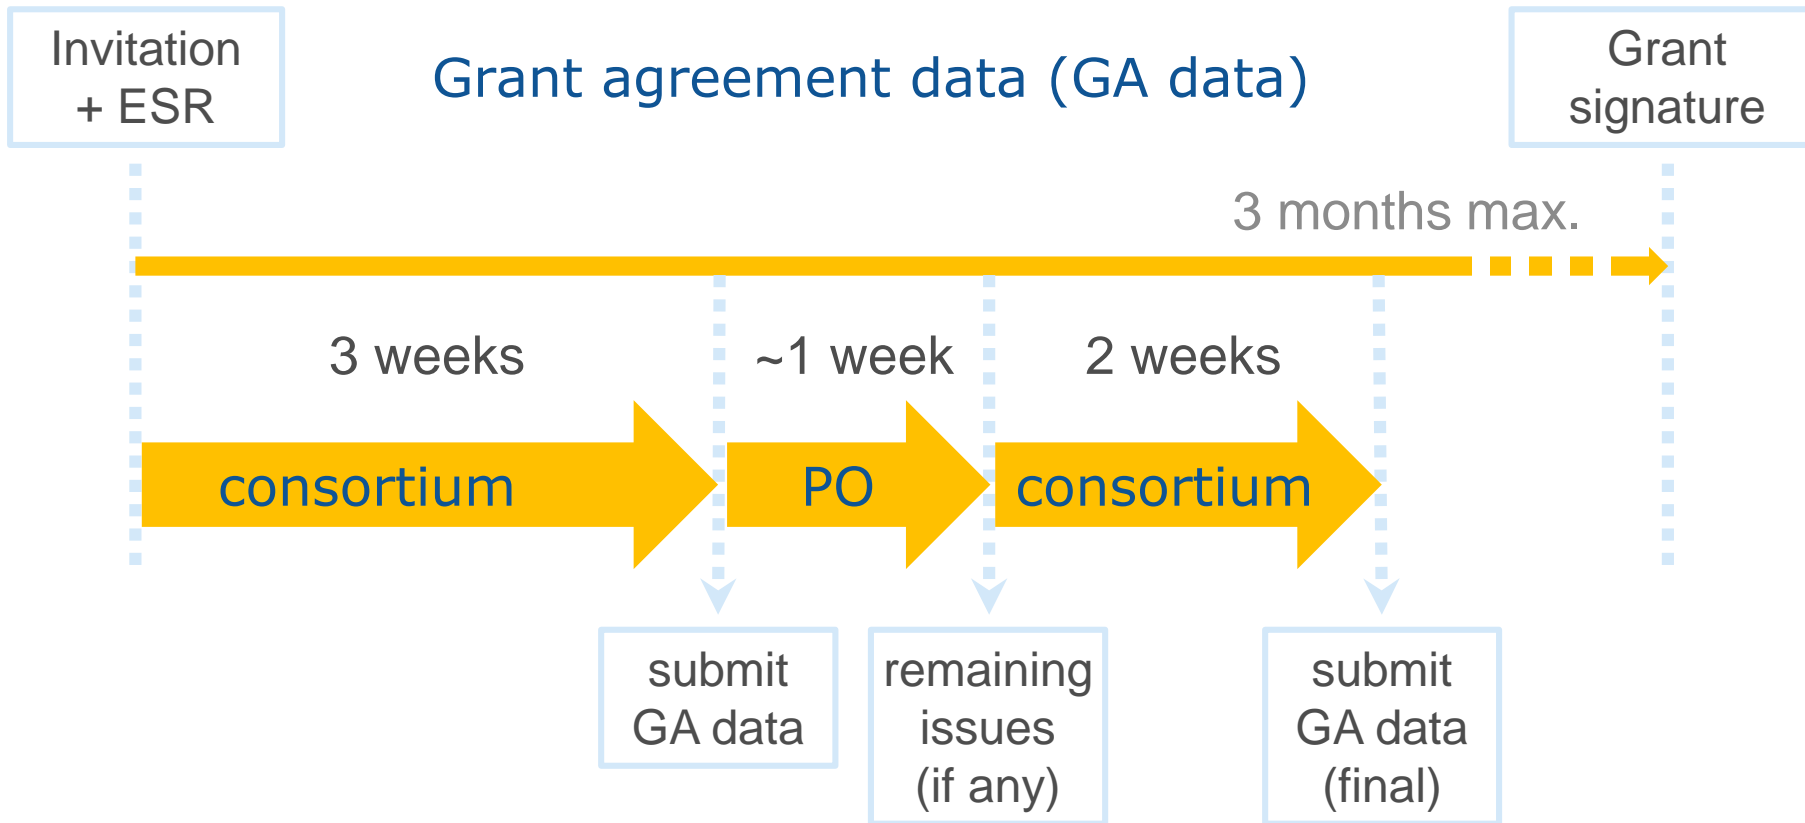 Invitation
+ ESR
Grant agreement data (GA data)
Grant
signature
3 months max.
3 weeks
~1 week
2 weeks
consortium
PO
consortium
submit
GA data
remaining
issues
(if any)
submit
GA data
(final)